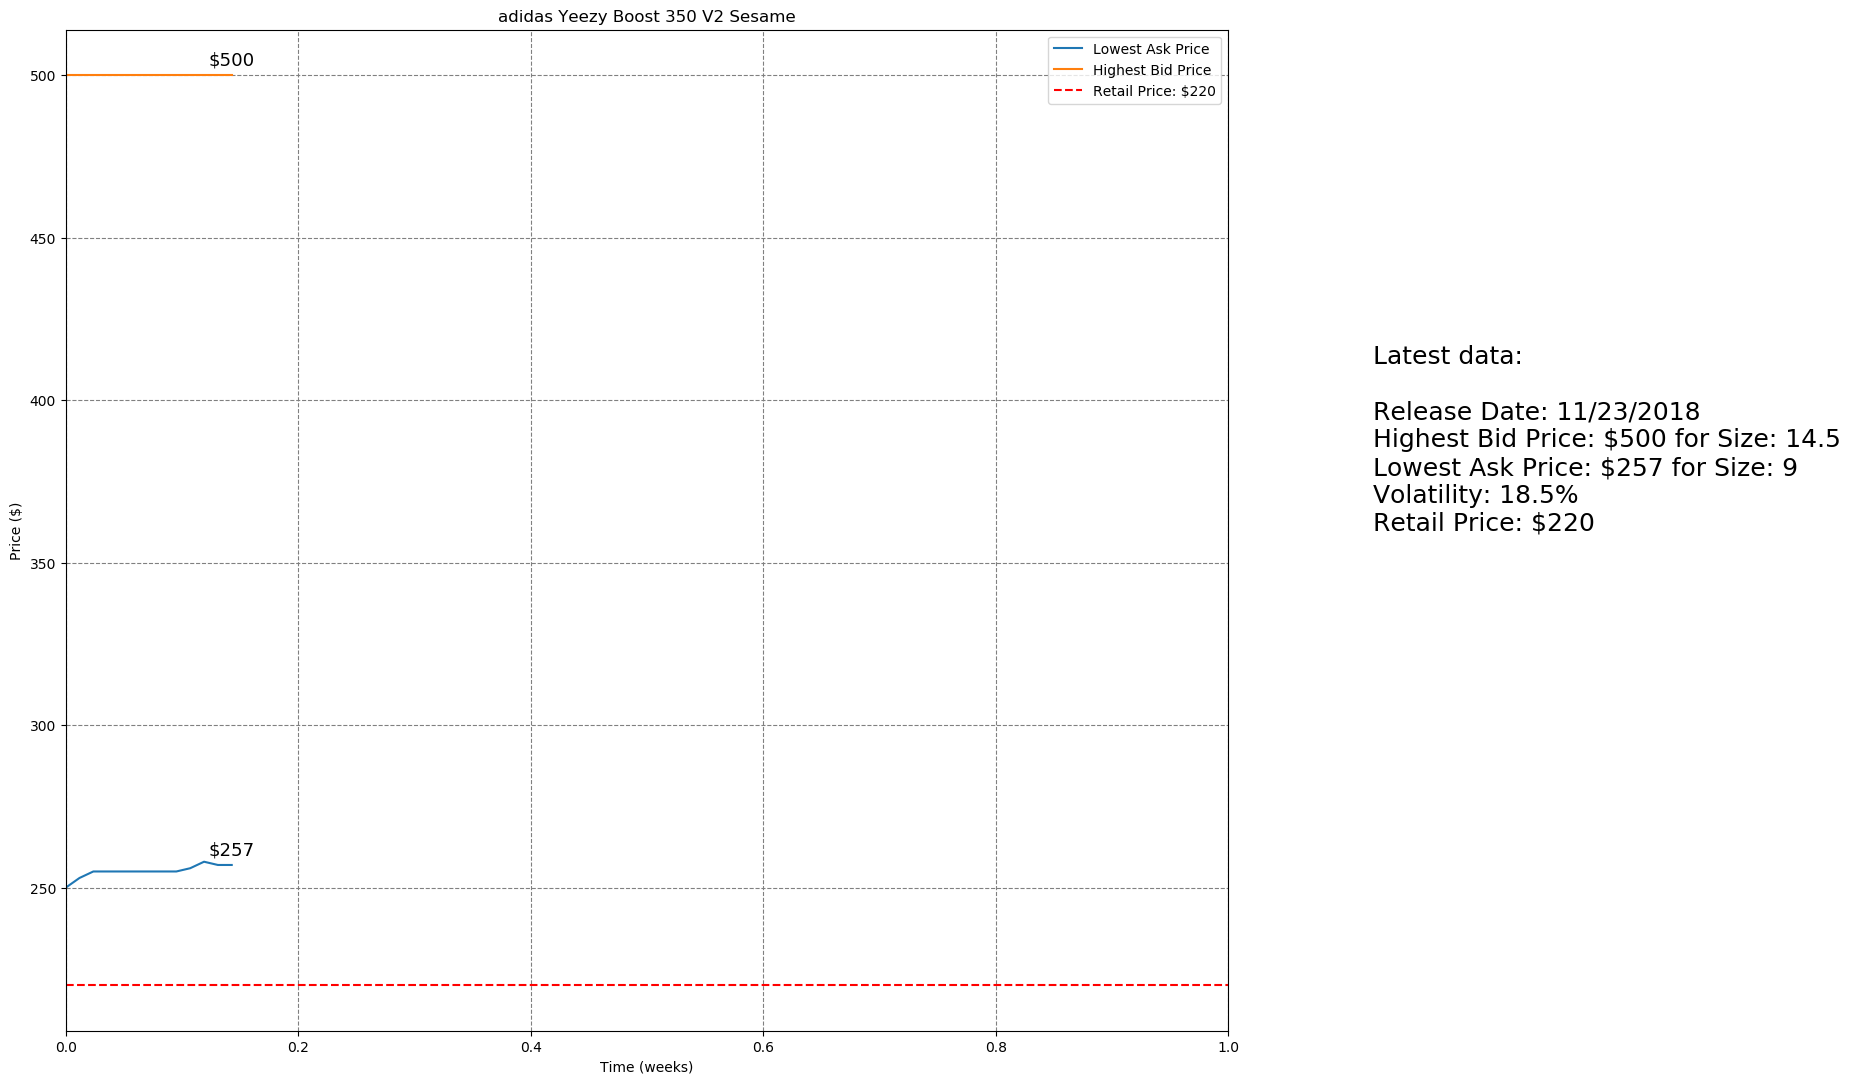 adidas Yeezy Boost 350 V2 Sesame
$500
Lowest Ask Price
Highest Bid Price
Retail Price: $220
500
450
400
350
300
250
Price ($)
$257
0.0 0.2 0.4 0.6 0.8 1.0
Time (weeks)
Latest data:
Release Date: 11/23/2018
Highest Bid Price: $500 for Size: 14.5
Lowest Ask Price: $257 for Size: 9
Volatility: 18.5%
Retail Price: $220